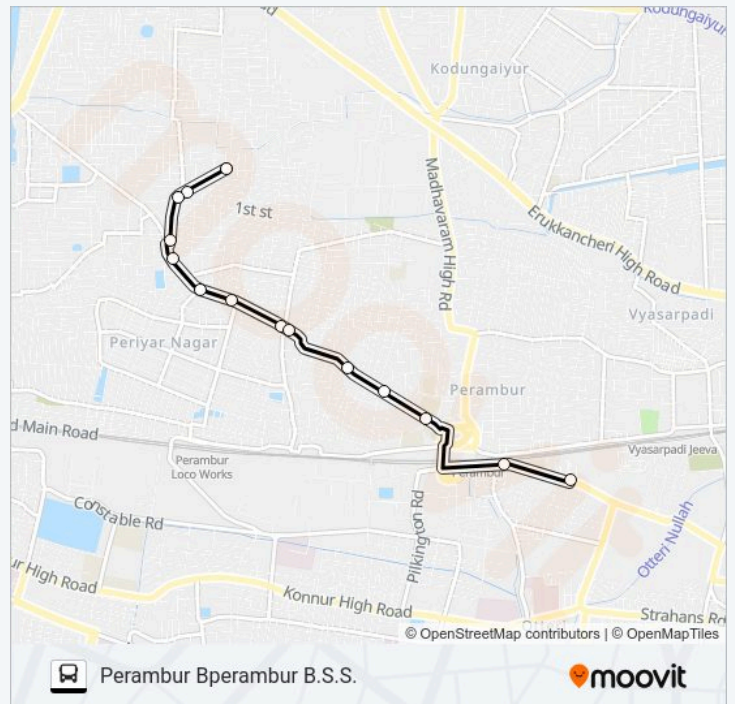 Kodungaiyur
Kodungaiyur
1st st
Madhavaram High Rd
Erukkancheri High Road
Vyasarpadi
Periyar Nagar
Perambur
d Main Road
Perambur
Loco Works
Vyasarpadi Jeeva
Perambur
Constable Rd
Pilkington Rd
Otteri Nullah
ur High Road
Konnur High Road
Strahans Rd
© OpenStreetMap contributors | © OpenMapTiles
Perambur Bperambur B.S.S.
moovit